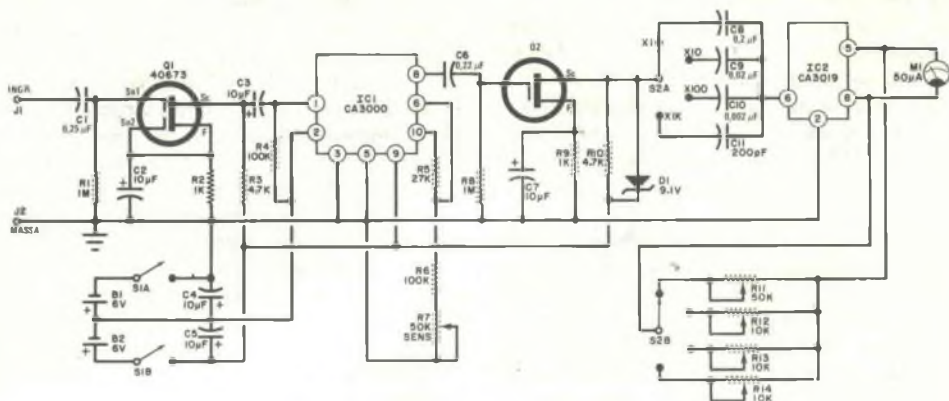 INGR.
J1
C1
0,25µF
R1
1M
J2
MASSA
Q1
40673
Sn1
Sn2
Sc
F
C2
10µF
R2
1K
R3
4,7K
C3
10µF
R4
100K
IC1
CA3000
1
2
3
5
9
8
6
10
R5
27K
R6
100K
R7
50K
SENS
S1A
B1
6V
B2
6V
S1B
C4
10µF
C5
10µF
C6
0,22µF
R8
1M
Q2
Sc
F
C7
10µF
R9
1K
R10
4,7K
D1
9.1V
X1
X10
X100
X1K
S2A
C8
0,2µF
C9
0,02µF
C10
0,002µF
C11
200pF
IC2
CA3019
6
5
8
2
M1
50µA
S2B
R11
50K
R12
10K
R13
10K
R14
10K